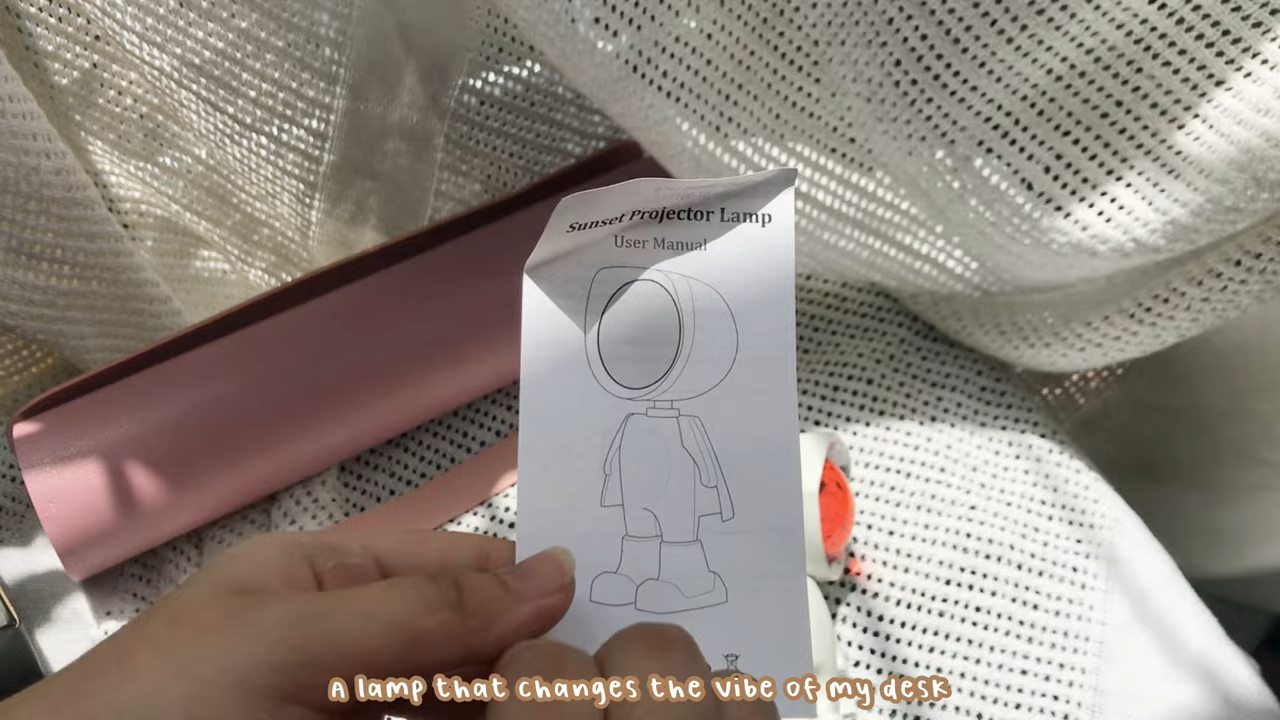 Sunset Projector Lamp
User Manual
A lamp that changes the vibe of my desk